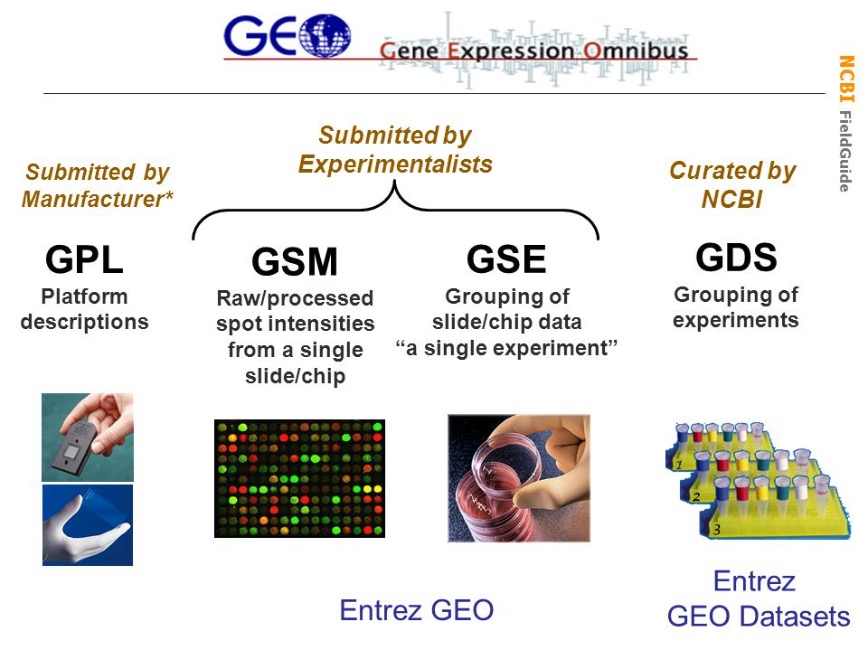 GEO
Gene Expression Omnibus
NCBI FieldGuide
Submitted by
Manufacturer*
Submitted by
Experimentalists
Curated by
NCBI
GPL
Platform
descriptions
GSM
Raw/processed
spot intensities
from a single
slide/chip
GSE
Grouping of
slide/chip data
“a single experiment”
GDS
Grouping of
experiments
1
2
3
Entrez GEO
Entrez
GEO Datasets